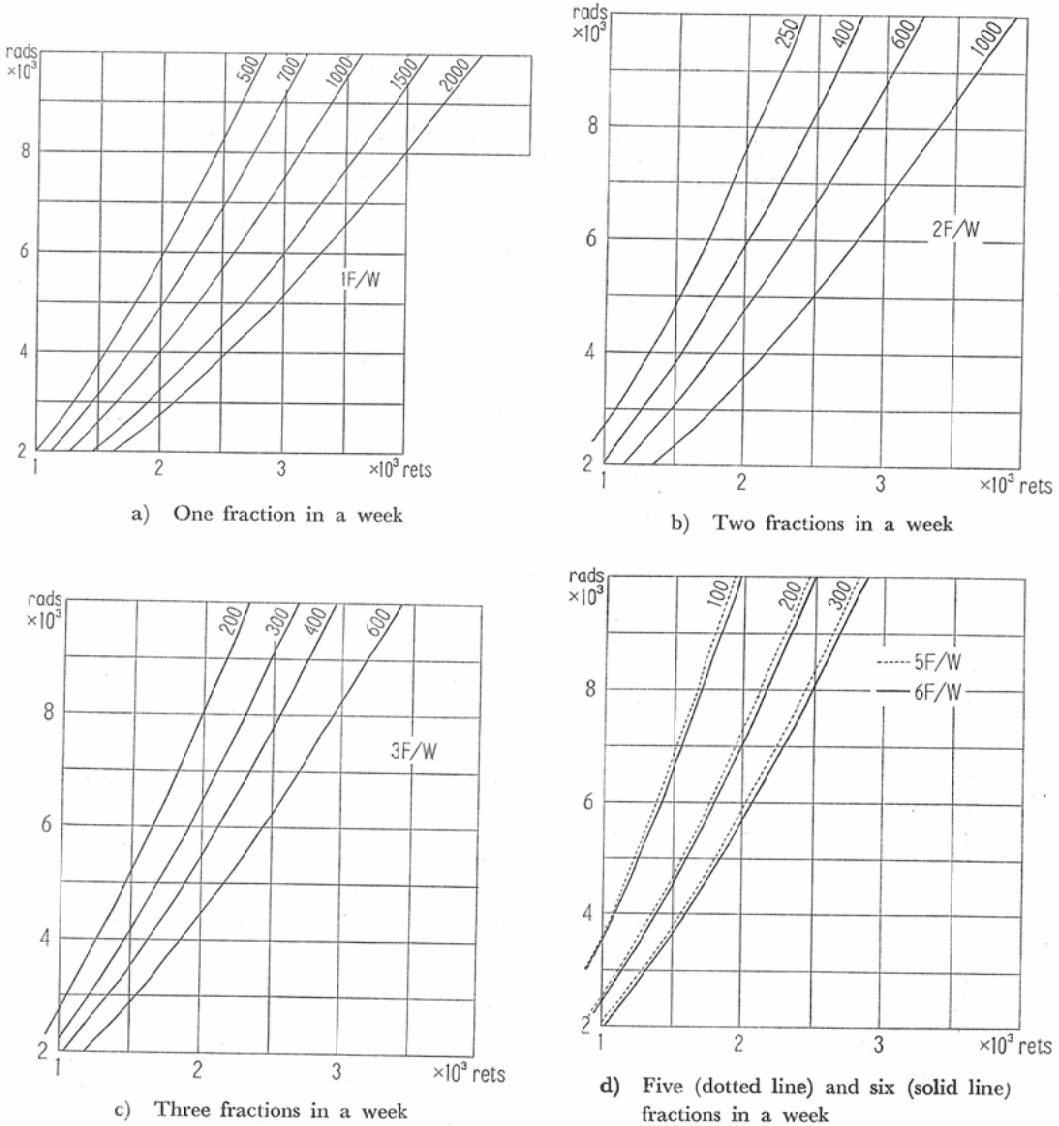 rads
×10³
500
700
1000
1500
2000
8
6
1F/W
4
2
1
2
3
×10³ rets
a) One fraction in a week
rads
×10³
250
400
600
1000
8
6
2F/W
4
2
1
2
3
×10³ rets
b) Two fractions in a week
rads
×10³
200
300
400
600
8
3F/W
6
4
2
1
2
3
×10³ rets
c) Three fractions in a week
rads
×10³
100
200
300
5F/W
8
6F/W
6
4
2
1
2
3
×10³ rets
d) Five (dotted line) and six (solid line)
fractions in a week